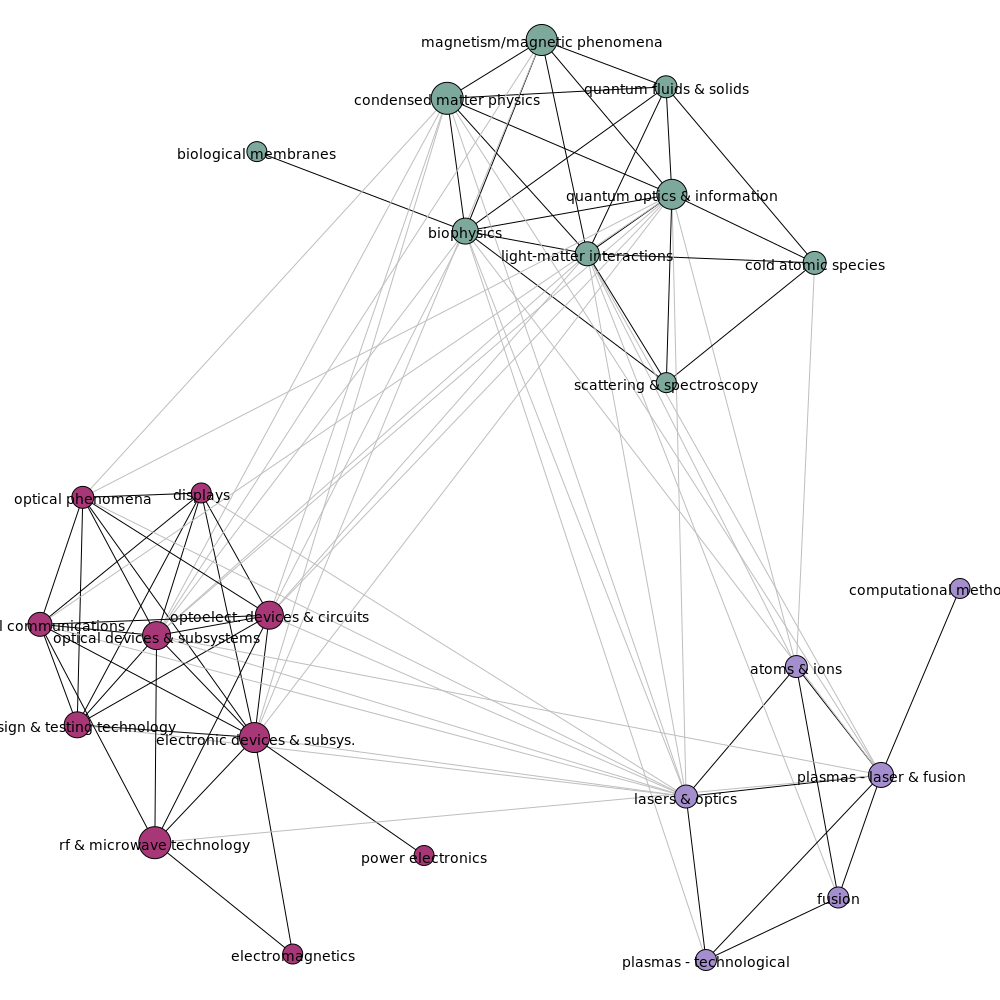 magnetism/magnetic phenomena
quantum fluids & solids
condensed matter physics
biological membranes
quantum optics & information
biophysics
light-matter interactions
cold atomic species
scattering & spectroscopy
optical phenomena
displays
computational metho
optoelect. devices & circuits
l communications
optical devices & subsystems
atoms & ions
sign & testing technology
electronic devices & subsys.
plasmas - laser & fusion
lasers & optics
rf & microwave technology
power electronics
fusion
electromagnetics
plasmas - technological